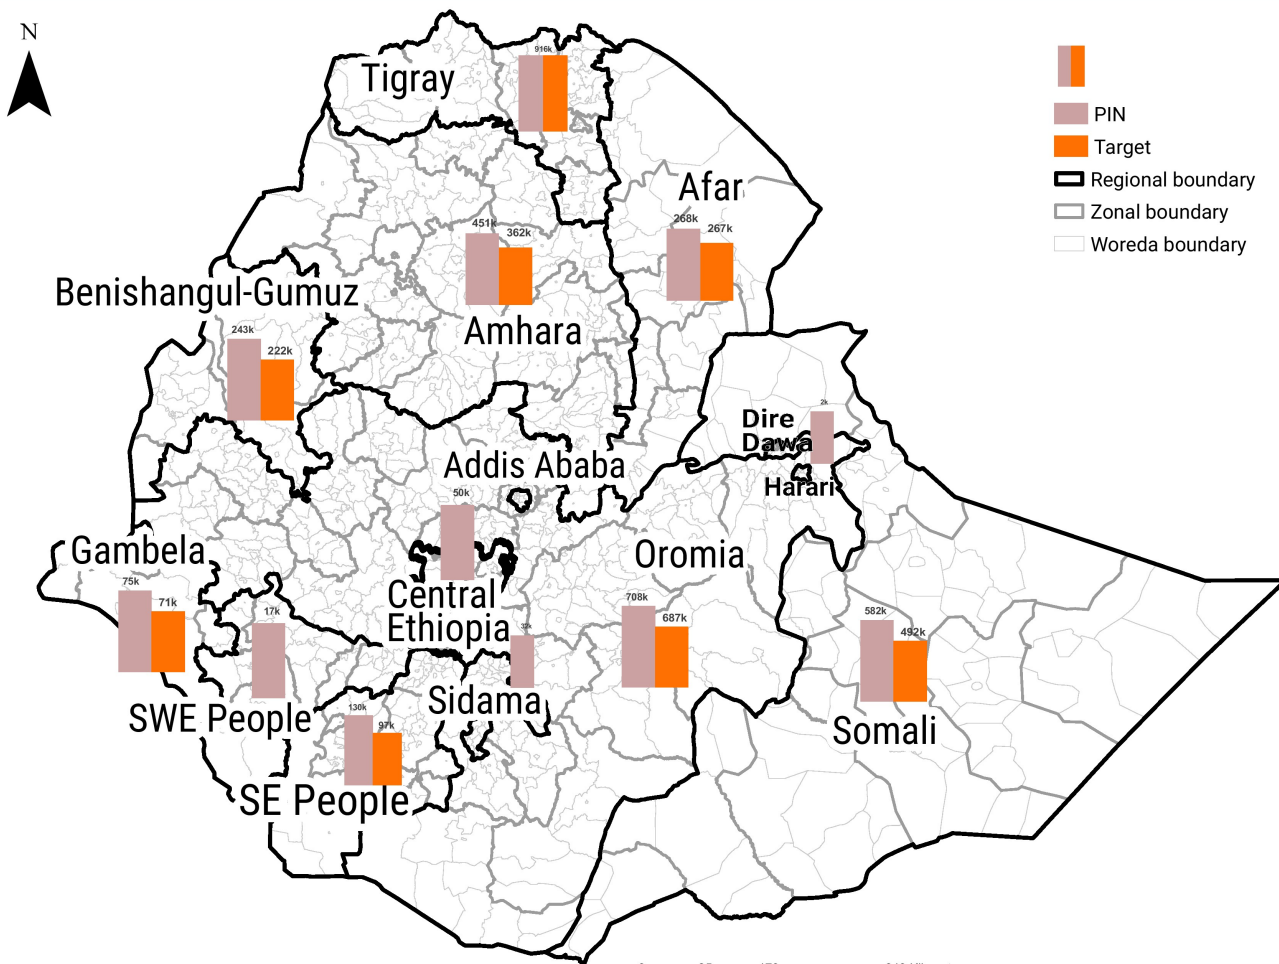 N
916k
Tigray
PIN
Target
Regional boundary
Zonal boundary
Woreda boundary
Afar
268k
267k
451k
362k
Benishangul-Gumuz
Amhara
243k
222k
2k
Dire
Dawa
Addis Ababa
Harari
50k
Gambela
Oromia
75k
71k
Central
Ethiopia
17k
708k
687k
582k
492k
32k
SWE People
Sidama
130k
97k
Somali
SE People